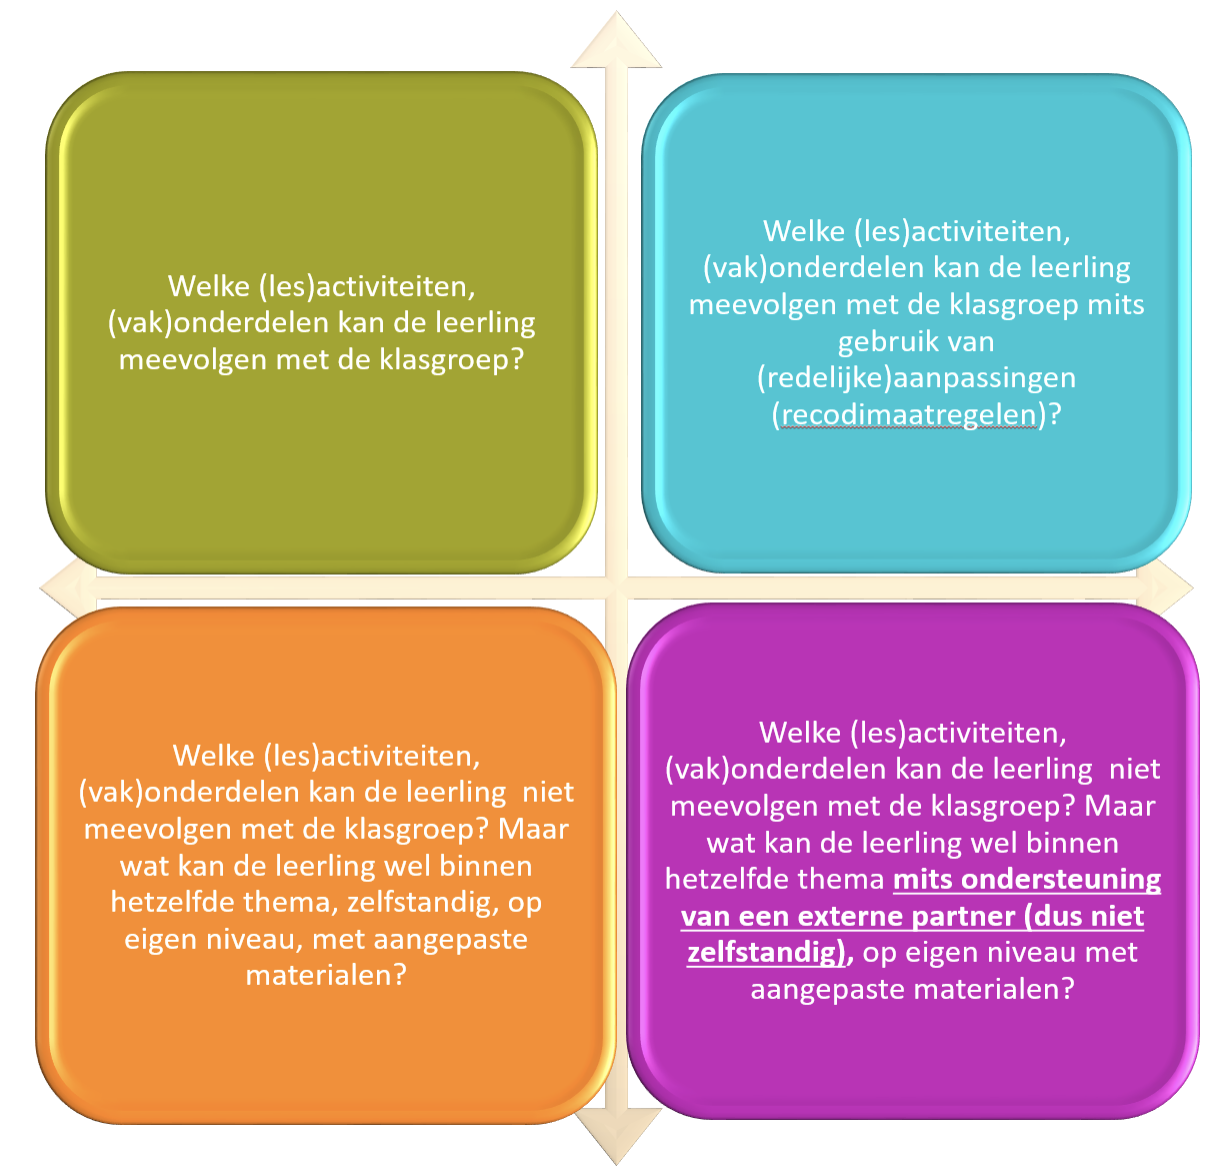 Welke (les)activiteiten,
(vak)onderdelen kan de leerling
meevolgen met de klasgroep?
Welke (les)activiteiten,
(vak)onderdelen kan de leerling
meevolgen met de klasgroep mits
gebruik van
(redelijke)aanpassingen
(recodimaatregelen)?
Welke (les)activiteiten,
(vak)onderdelen kan de leerling  niet
meevolgen met de klasgroep? Maar
wat kan de leerling wel binnen
hetzelfde thema, zelfstandig, op
eigen niveau, met aangepaste
materialen?
Welke (les)activiteiten,
(vak)onderdelen kan de leerling  niet
meevolgen met de klasgroep? Maar
wat kan de leerling wel binnen
hetzelfde thema mits ondersteuning
van een externe partner (dus niet
zelfstandig), op eigen niveau met
aangepaste materialen?